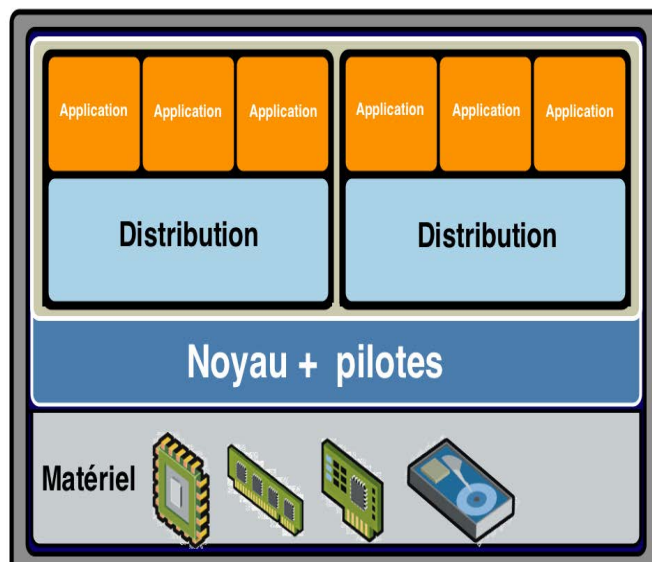 Application Application Application Application Application Application
Distribution Distribution
Noyau + pilotes
Matériel